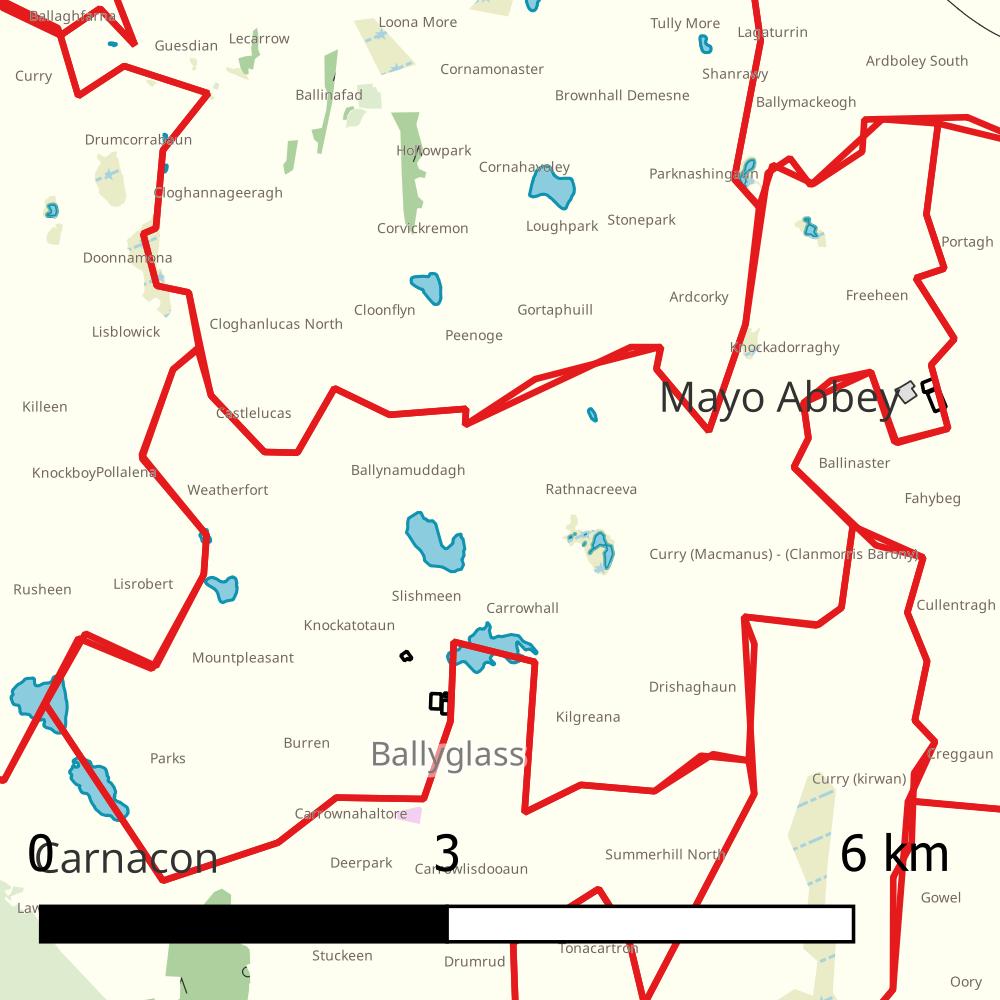 Ballaghfarna
Loona More
Tully More
Lagaturrin
Lecarrow
Guesdian
Ardboley South
Curry
Cornamonaster
Shanrawy
Ballinafad
Brownhall Demesne
Ballymackeogh
Drumcorrabaun
Hollowpark
Cornahaveley
Parknashingaun
Cloghannageeragh
Stonepark
Corvickremon
Loughpark
Portagh
Doonnamona
Ardcorky
Freeheen
Cloonflyn
Gortaphuill
Cloghanlucas North
Lisblowick
Peenoge
Knockadorraghy
Mayo Abbey
Killeen
Castlelucas
Ballinaster
KnockboyPollalena
Ballynamuddagh
Weatherfort
Rathnacreeva
Fahybeg
Curry (Macmanus) - (Clanmorris Barony)
Rusheen
Lisrobert
Slishmeen
Carrowhall
Cullentragh
Knockatotaun
Mountpleasant
Drishaghaun
Kilgreana
Burren
Ballyglass
Parks
Creggaun
Curry (kirwan)
Carrownahaltore
0 3 6 km
Carnacon
Deerpark
Carrowlisdooaun
Summerhill North
Gowel
Law
Stuckeen
Drumrud
Tonacartron
Oory